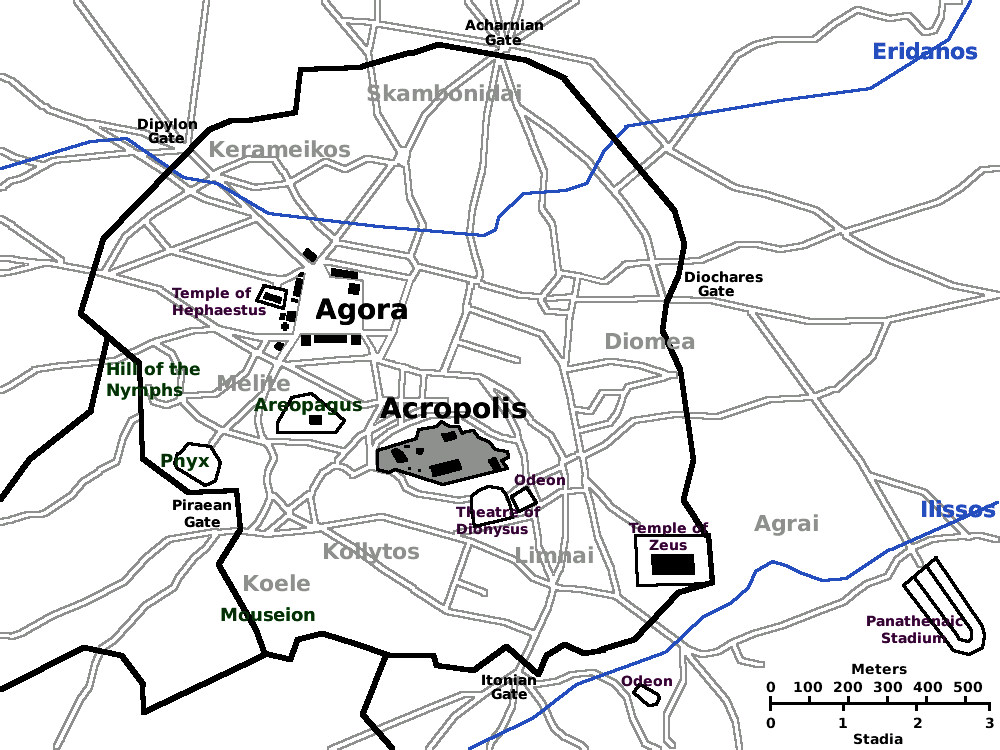 Acharnian
Gate
Eridanos
Skambonidai
Dipylon
Gate
Kerameikos
Diochares
Gate
Temple of
Hephaestus
Agora
Diomea
Hill of the
Nymphs
Melite
Areopagus
Acropolis
Pnyx
Odeon
Piraean
Gate
Theatre of
Dionysus
Ilissos
Agrai
Temple of
Zeus
Kollytos
Limnai
Koele
Mouseion
Panathenaic
Stadium
Itonian
Gate
Odeon
Meters
0 100 200 300 400 500
0 1 2 3
Stadia